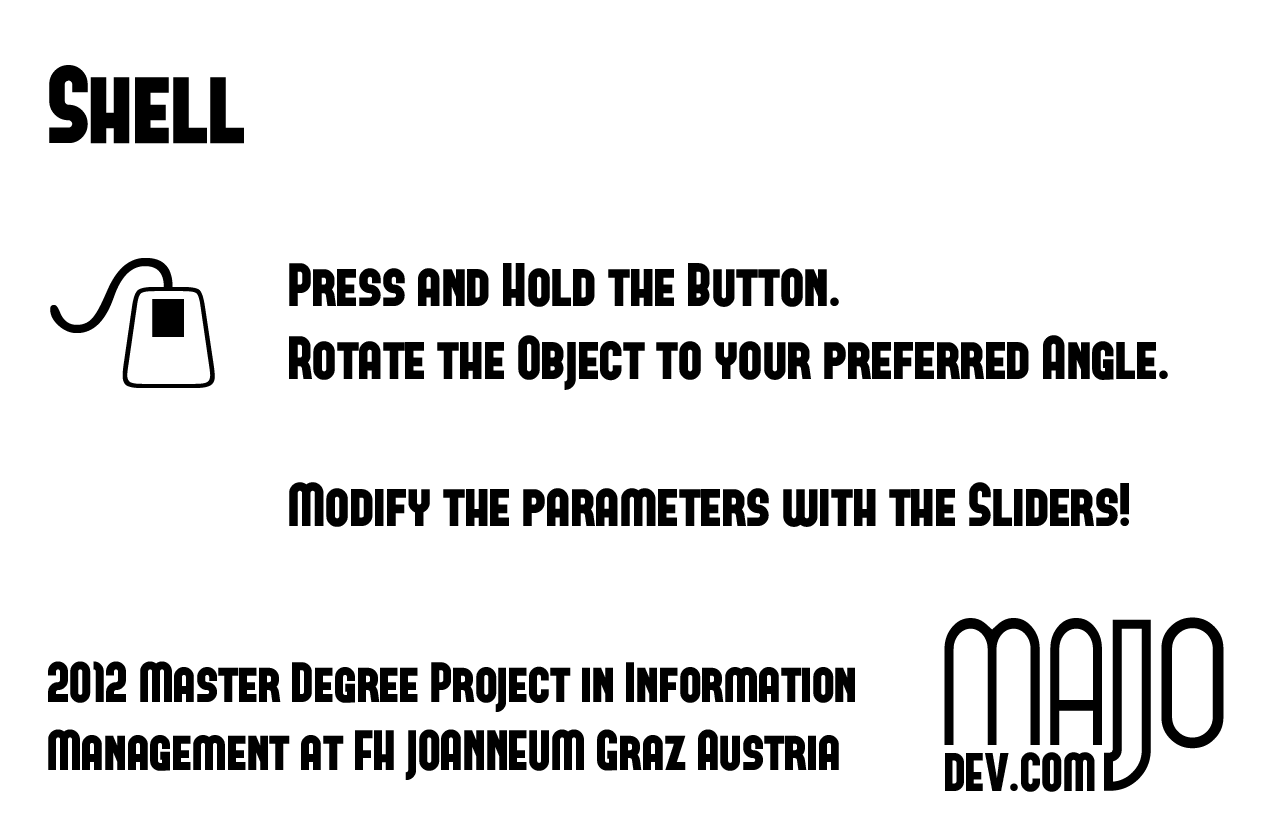 Shell
Press and Hold the Button.
Rotate the Object to your preferred Angle.
Modify the parameters with the Sliders!
2012 Master Degree Project in Information
Management at FH JOANNEUM Graz Austria
MAJO
DEV.COM